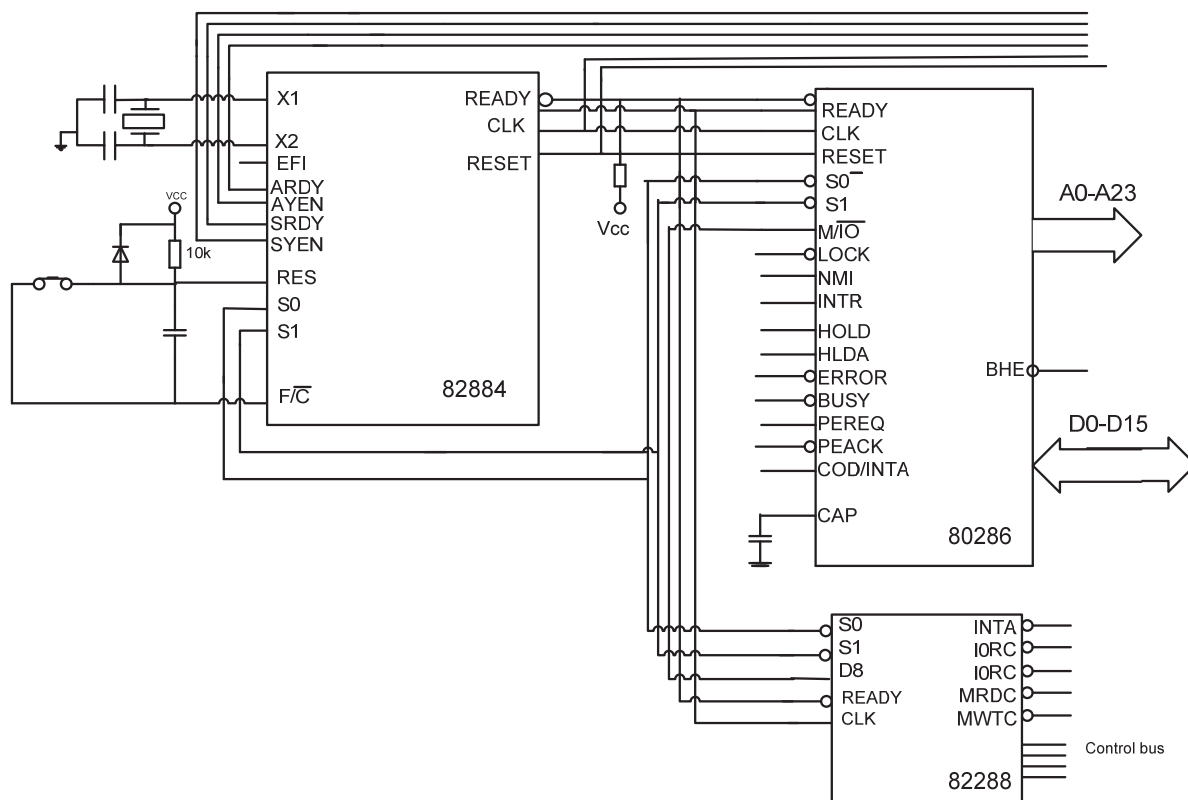 X1
X2
EFI
ARDY
AYEN
SRDY
SYEN
RES
S0
S1
F/C̅
READY
CLK
RESET
82884
VCC
10k
Vcc
READY
CLK
RESET
S0
S1
M/I̅O̅
LOCK
NMI
INTR
HOLD
HLDA
ERROR
BUSY
PEREQ
PEACK
COD/INTA
CAP
BHE
80286
A0-A23
D0-D15
S0
S1
D8
READY
CLK
INTA
I0RC
I0RC
MRDC
MWTC
82288
Control bus